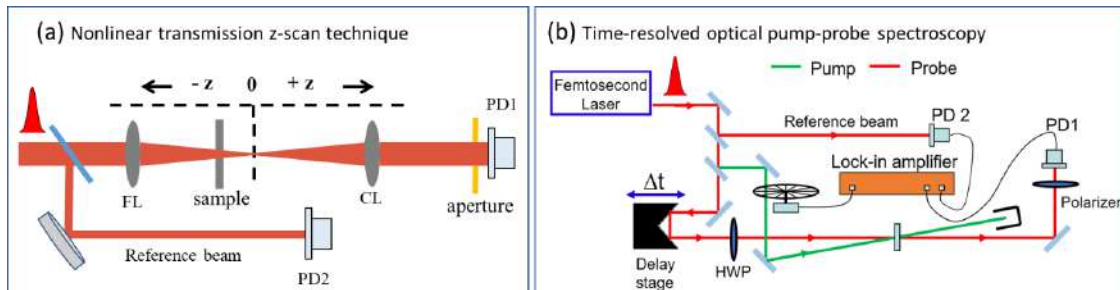 (a) Nonlinear transmission z-scan technique
- z 0 + z
PD1
FL
sample
CL
aperture
Reference beam
PD2
(b) Time-resolved optical pump-probe spectroscopy
Pump Probe
Femtosecond
Laser
Reference beam
PD 2
PD1
Lock-in amplifier
Δt
Polarizer
Delay
stage
HWP